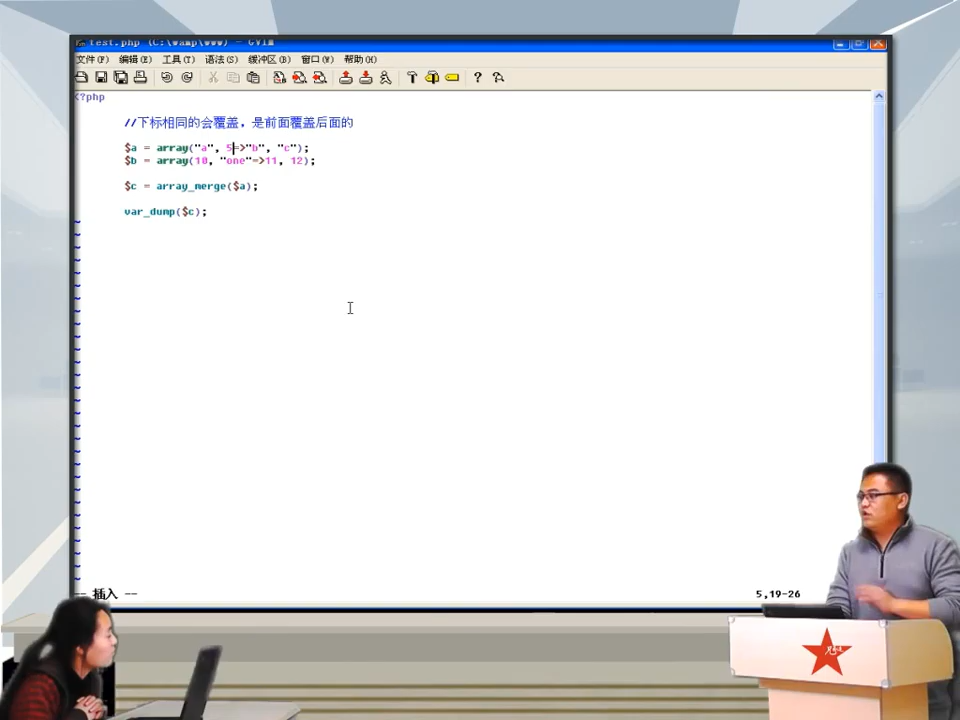 test.php (C:\wamp\www) - GVIM
文件(F) 编辑(E) 工具(T) 语法(S) 缓冲区(B) 窗口(W) 帮助(H)
<?php
//下标相同的会覆盖，是前面覆盖后面的
$a = array("a", 5=>"b", "c");
$b = array(10, "one"=>11, 12);
$c = array_merge($a);
var_dump($c);
-- 插入 --
5,19-26